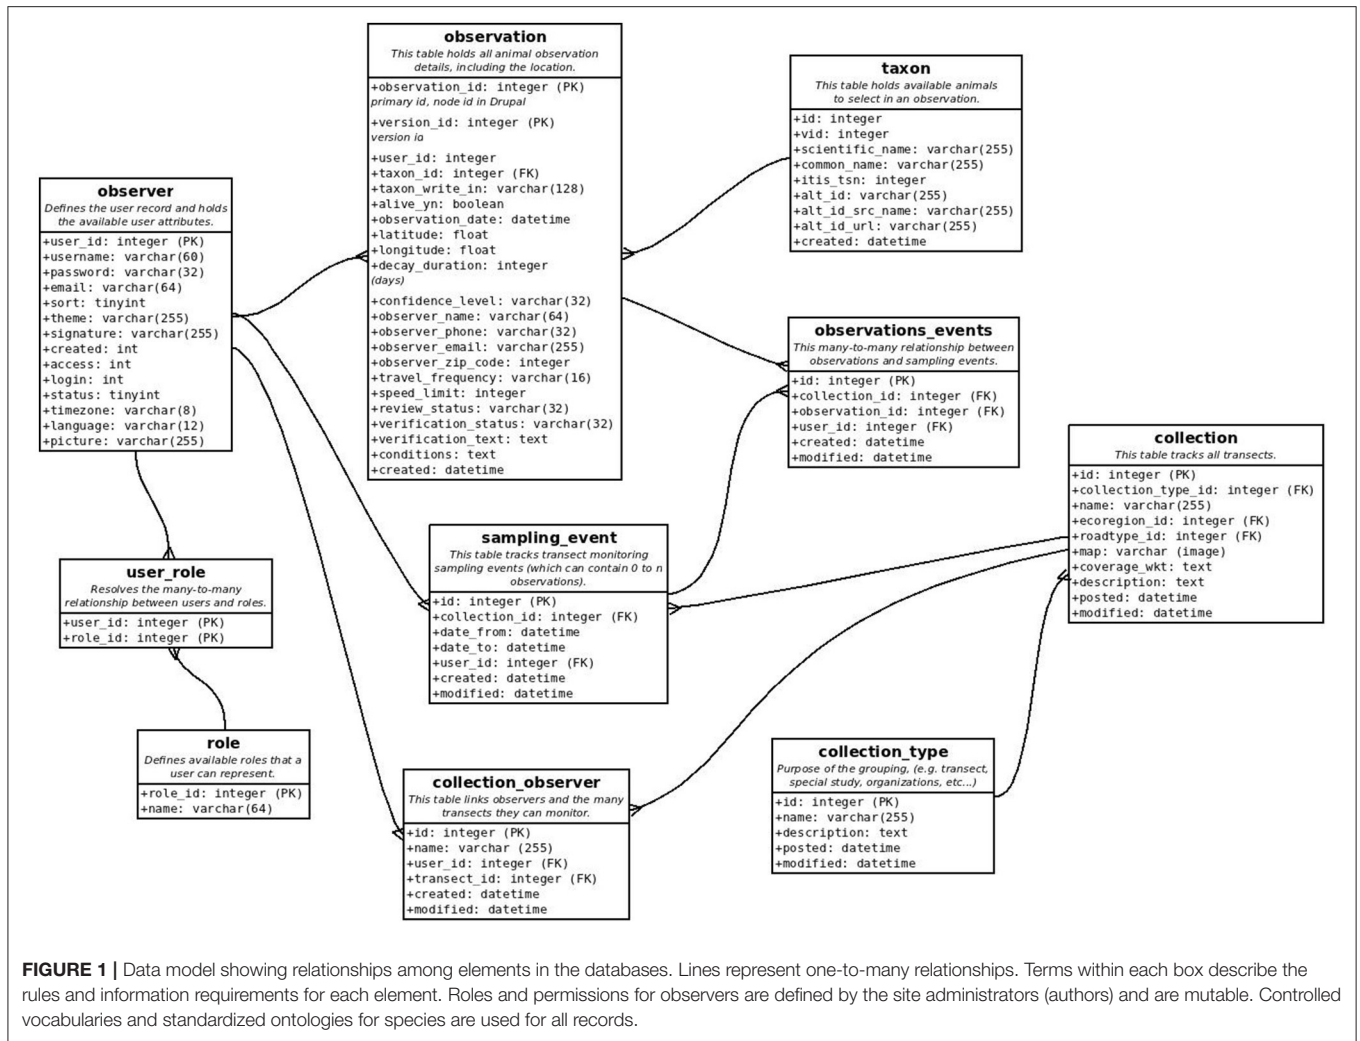 observation
This table holds all animal observation
details, including the location.
+observation_id: integer (PK)
primary id, node id in Drupal
+version_id: integer (PK)
version id
+user_id: integer
+taxon_id: integer (FK)
+taxon_write_in: varchar(128)
+alive_yn: boolean
+observation_date: datetime
+latitude: float
+longitude: float
+decay_duration: integer
(days)
+confidence_level: varchar(32)
+observer_name: varchar(64)
+observer_phone: varchar(32)
+observer_email: varchar(255)
+observer_zip_code: integer
+travel_frequency: varchar(16)
+speed_limit: integer
+review_status: varchar(32)
+verification_status: varchar(32)
+verification_text: text
+conditions: text
+created: datetime
taxon
This table holds available animals
to select in an observation.
+id: integer
+vid: integer
+scientific_name: varchar(255)
+common_name: varchar(255)
+itis_tsn: integer
+alt_id: varchar(255)
+alt_id_src_name: varchar(255)
+alt_id_url: varchar(255)
+created: datetime
observer
Defines the user record and holds
the available user attributes.
+user_id: integer (PK)
+username: varchar(60)
+password: varchar(32)
+email: varchar(64)
+sort: tinyint
+theme: varchar(255)
+signature: varchar(255)
+created: int
+access: int
+login: int
+status: tinyint
+timezone: varchar(8)
+language: varchar(12)
+picture: varchar(255)
observations_events
This many-to-many relationship between
observations and sampling events.
+id: integer (PK)
+collection_id: integer (FK)
+observation_id: integer (FK)
+user_id: integer (FK)
+created: datetime
+modified: datetime
collection
This table tracks all transects.
+id: integer (PK)
+collection_type_id: integer (FK)
+name: varchar(255)
+ecoregion_id: integer (FK)
+roadtype_id: integer (FK)
+map: varchar (image)
+coverage_wkt: text
+description: text
+posted: datetime
+modified: datetime
sampling_event
This table tracks transect monitoring
sampling events (which can contain 0 to n
observations).
+id: integer (PK)
+collection_id: integer (FK)
+date_from: datetime
+date_to: datetime
+user_id: integer (FK)
+created: datetime
+modified: datetime
user_role
Resolves the many-to-many
relationship between users and roles.
+user_id: integer (PK)
+role_id: integer (PK)
role
Defines available roles that a
user can represent.
+role_id: integer (PK)
+name: varchar(64)
collection_observer
This table links observers and the many
transects they can monitor.
+id: integer (PK)
+name: varchar (255)
+user_id: integer (FK)
+transect_id: integer (FK)
+created: datetime
+modified: datetime
collection_type
Purpose of the grouping, (e.g. transect,
special study, organizations, etc...)
+id: integer (PK)
+name: varchar(255)
+description: text
+posted: datetime
+modified: datetime
FIGURE 1 | Data model showing relationships among elements in the databases. Lines represent one-to-many relationships. Terms within each box describe the
rules and information requirements for each element. Roles and permissions for observers are defined by the site administrators (authors) and are mutable. Controlled
vocabularies and standardized ontologies for species are used for all records.